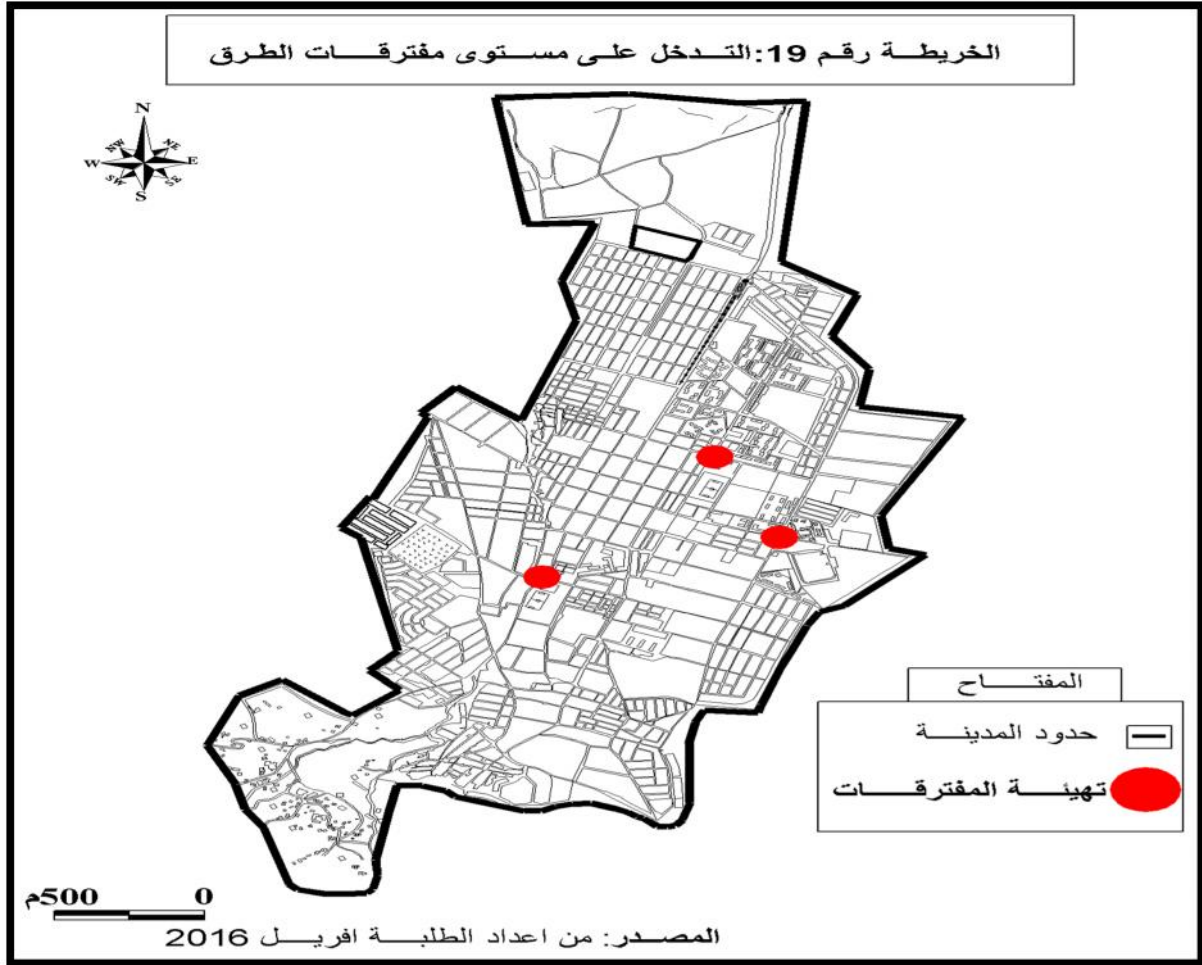 الخريطة رقم 19:التدخل على مستوى مفترقات الطرق
N
NW
NE
W
E
SW
SE
S
المفتاح
حدود المدينة
تهيئة المفترقات
500م
0
المصدر: من اعداد الطلبة افريل 2016